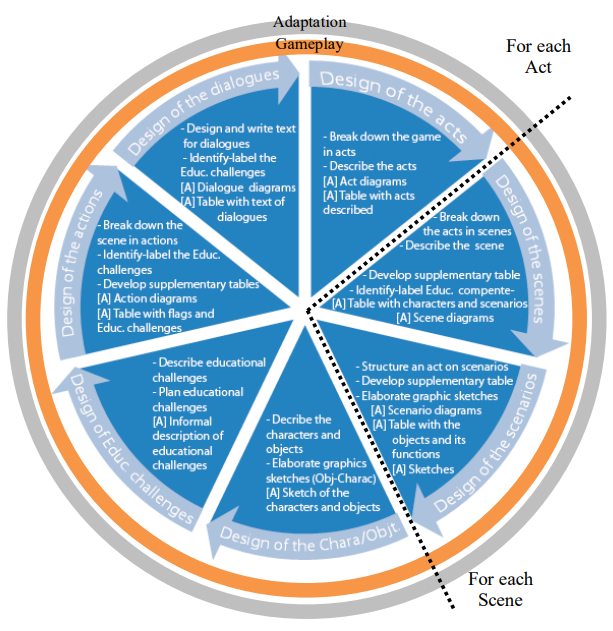 Adaptation
Gameplay
For each
Act
Design of the acts
- Break down the game
in acts
- Describe the acts
[A] Act diagrams
[A] Table with acts
described
Design of the scenes
- Break down
the acts in scenes
- Describe the scene
- Develop supplementary table
- Identify-label Educ. compente-
[A] Table with characters and scenarios
[A] Scene diagrams
Design of the scenarios
- Structure an act on scenarios
- Develop supplementary table
- Elaborate graphic sketches
[A] Scenario diagrams
[A] Table with the
objects and its
functions
[A] Sketches
For each
Scene
Design of the Chara/Objt.
- Decribe the
characters and
objects
- Elaborate graphics
sketches (Obj-Charac)
[A] Sketch of the
characters and objects
Design of Educ. challenges
- Describe educational
challenges
- Plan educational
challenges
[A] Informal
description of
educational
challenges
Design of the actions
- Break down the
scene in actions
- Identify-label the Educ.
challenges
- Develop supplementary tables
[A] Action diagrams
[A] Table with flags and
Educ. challenges
Design of the dialogues
- Design and write text
for dialogues
- Identify-label the
Educ. challenges
[A] Dialogue diagrams
[A] Table with text of
dialogues